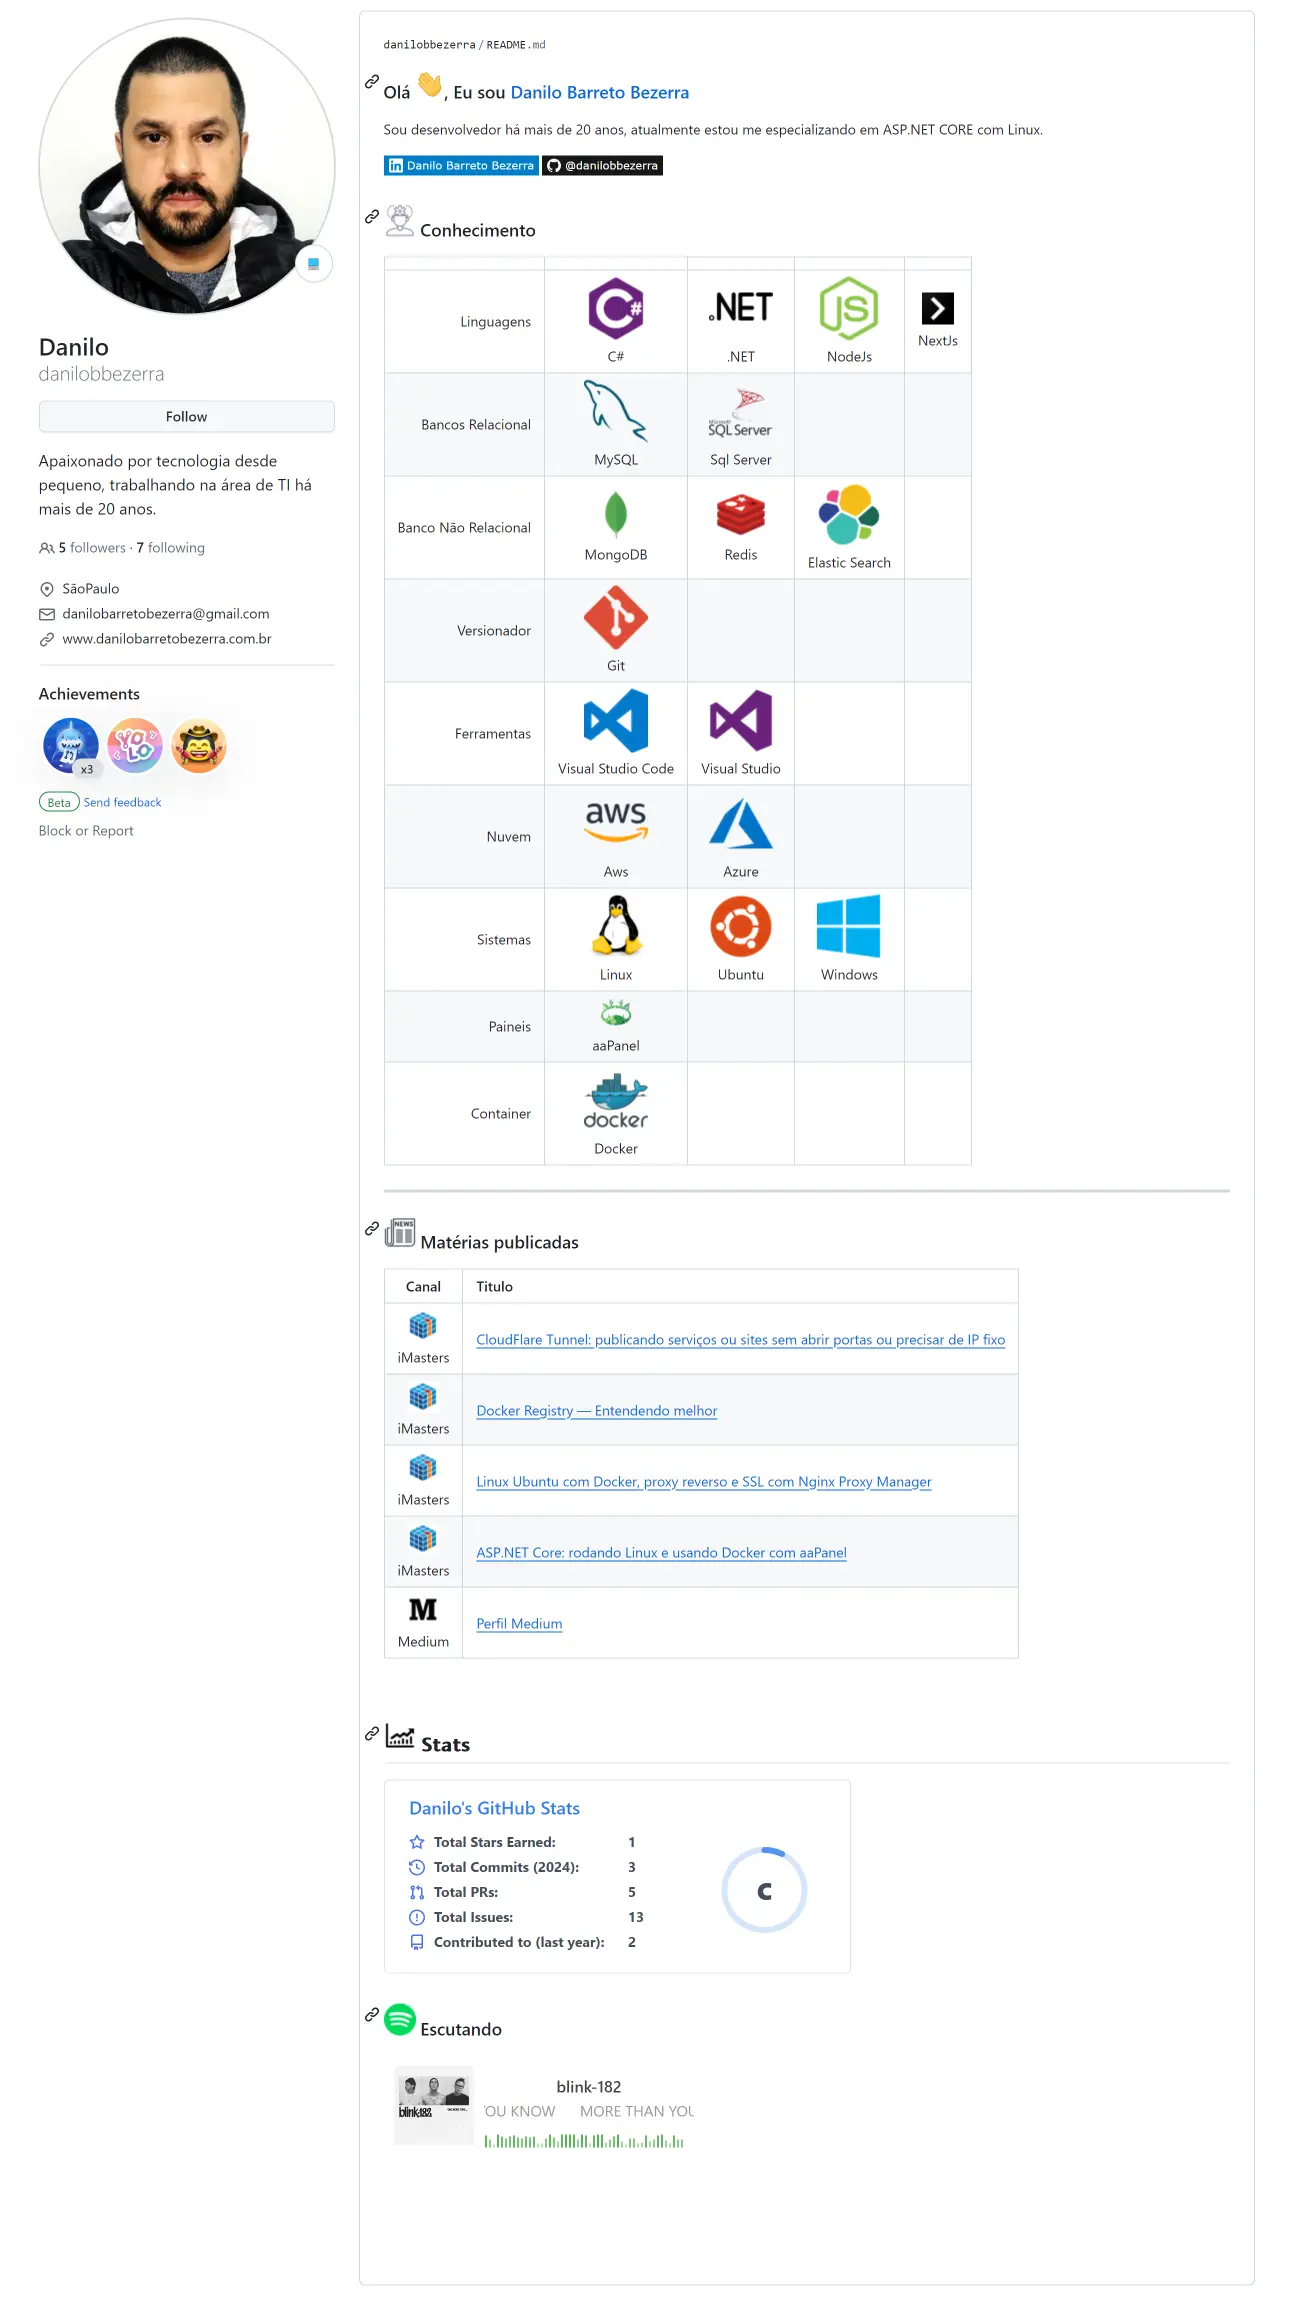 Danilo
danilobbezerra
Follow
Apaixonado por tecnologia desde
pequeno, trabalhando na área de TI há
mais de 20 anos.
5 followers · 7 following
SãoPaulo
danilobarretobezerra@gmail.com
www.danilobarretobezerra.com.br
Achievements
YOLO
x3
Beta Send feedback
Block or Report
danilobbezerra / README.md
Olá 👋, Eu sou Danilo Barreto Bezerra
Sou desenvolvedor há mais de 20 anos, atualmente estou me especializando em ASP.NET CORE com Linux.
in Danilo Barreto Bezerra @danilobbezerra
Conhecimento
Linguagens
C#
C#
.NET
.NET
JS
NodeJs
NextJs
Bancos Relacional
MySQL
Microsoft
SQL Server
Sql Server
Banco Não Relacional
MongoDB
Redis
Elastic Search
Versionador
Git
Ferramentas
Visual Studio Code
Visual Studio
Nuvem
aws
Aws
Azure
Sistemas
Linux
Ubuntu
Windows
Paineis
aaPanel
Container
docker
Docker
NEWS
Matérias publicadas
Canal Titulo
iMasters CloudFlare Tunnel: publicando serviços ou sites sem abrir portas ou precisar de IP fixo
iMasters Docker Registry — Entendendo melhor
iMasters Linux Ubuntu com Docker, proxy reverso e SSL com Nginx Proxy Manager
iMasters ASP.NET Core: rodando Linux e usando Docker com aaPanel
M
Medium Perfil Medium
Stats
Danilo's GitHub Stats
Total Stars Earned: 1
Total Commits (2024): 3
Total PRs: 5
Total Issues: 13
Contributed to (last year): 2
C
Escutando
blink-182
blink-182
YOU KNOW MORE THAN YOU